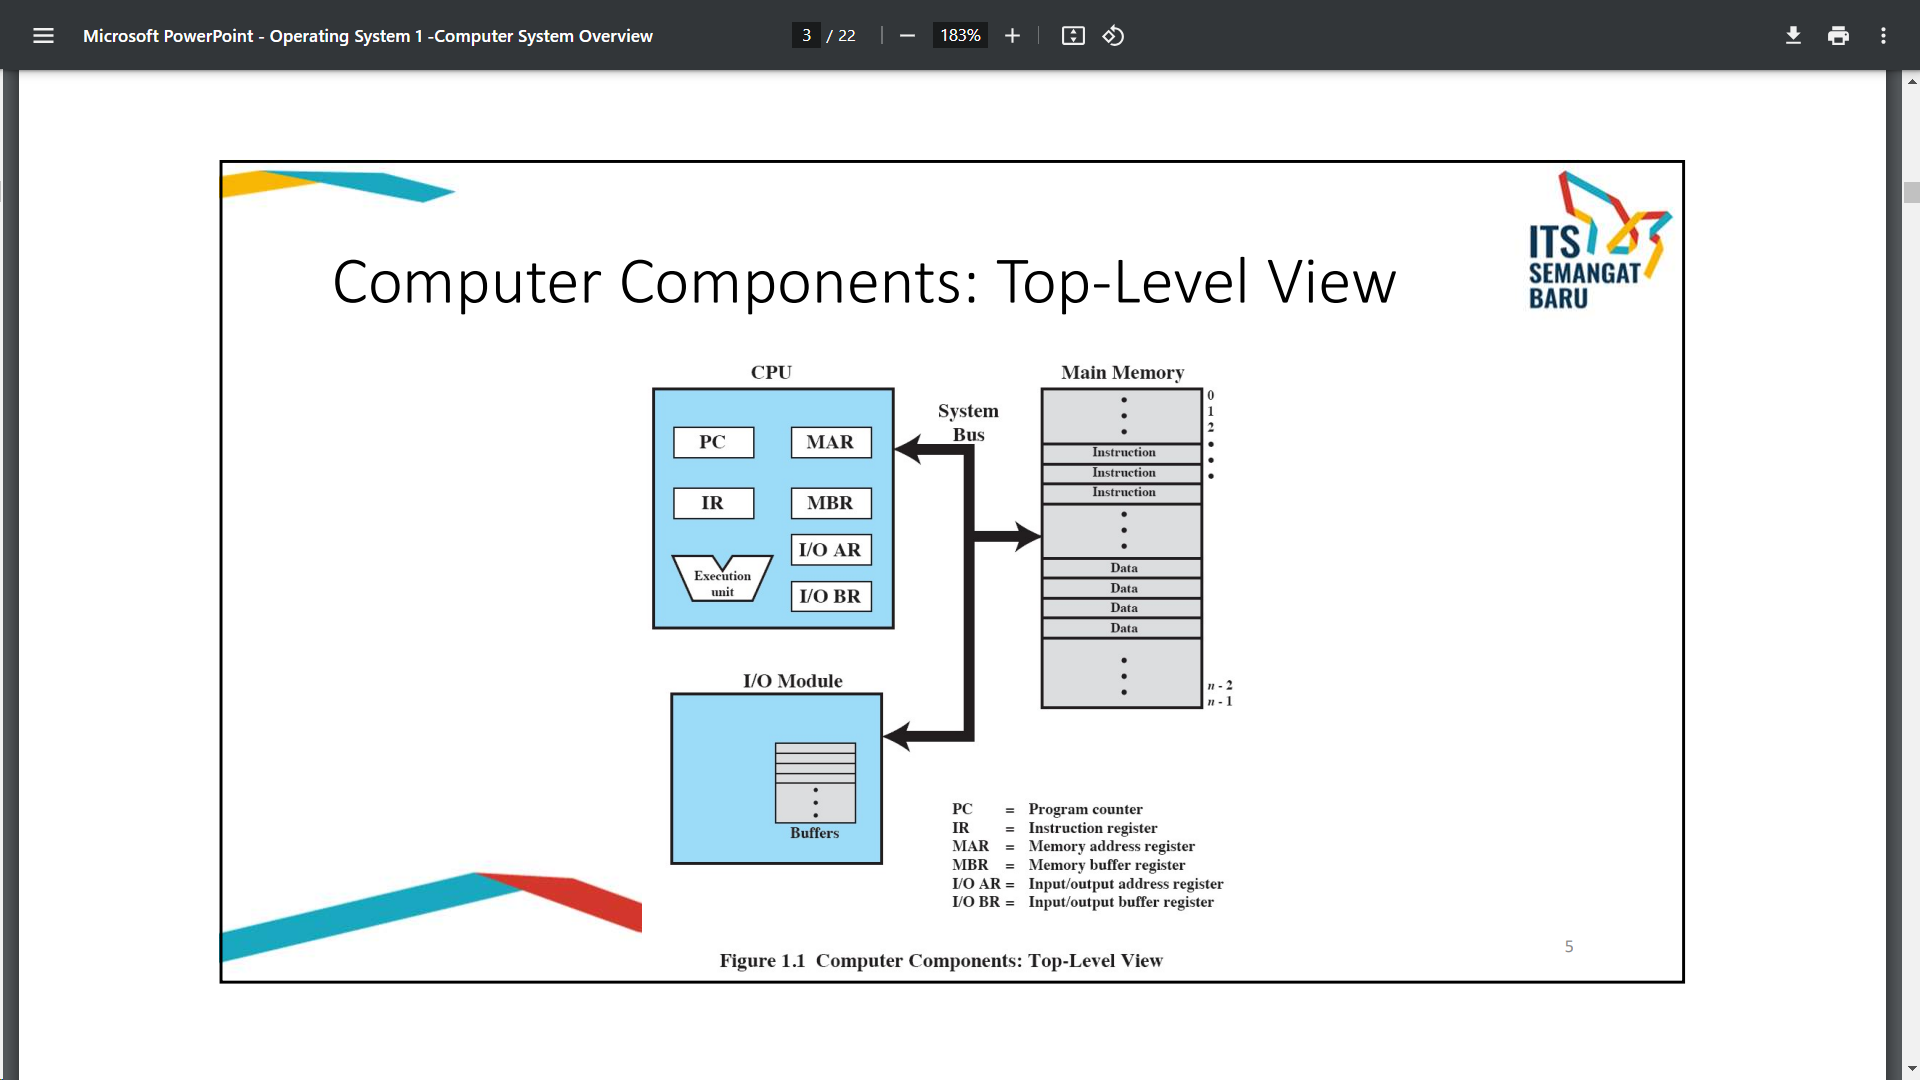 Microsoft PowerPoint - Operating System 1 -Computer System Overview
3 / 22
183%
ITS
SEMANGAT
BARU
Computer Components: Top-Level View
CPU
PC
MAR
IR
MBR
I/O AR
Execution
unit
I/O BR
System
Bus
Main Memory
0
1
2
Instruction
Instruction
Instruction
Data
Data
Data
Data
n - 2
n - 1
I/O Module
Buffers
PC = Program counter
IR = Instruction register
MAR = Memory address register
MBR = Memory buffer register
I/O AR = Input/output address register
I/O BR = Input/output buffer register
5
Figure 1.1 Computer Components: Top-Level View